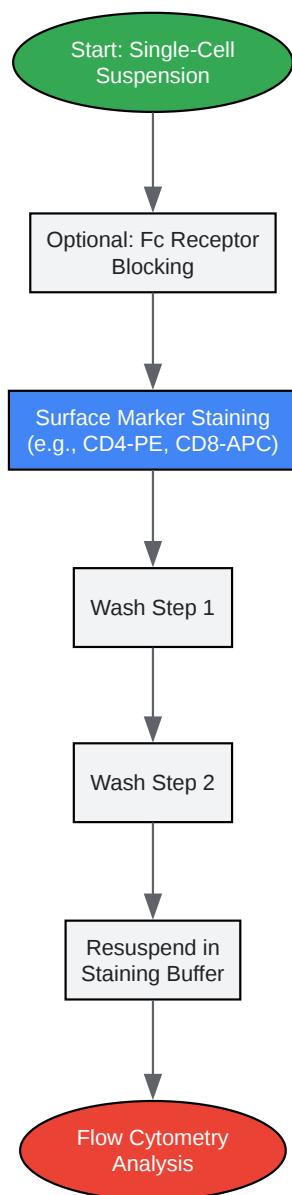 Start: Single-Cell
Suspension
Optional: Fc Receptor
Blocking
Surface Marker Staining
(e.g., CD4-PE, CD8-APC)
Wash Step 1
Wash Step 2
Resuspend in
Staining Buffer
Flow Cytometry
Analysis